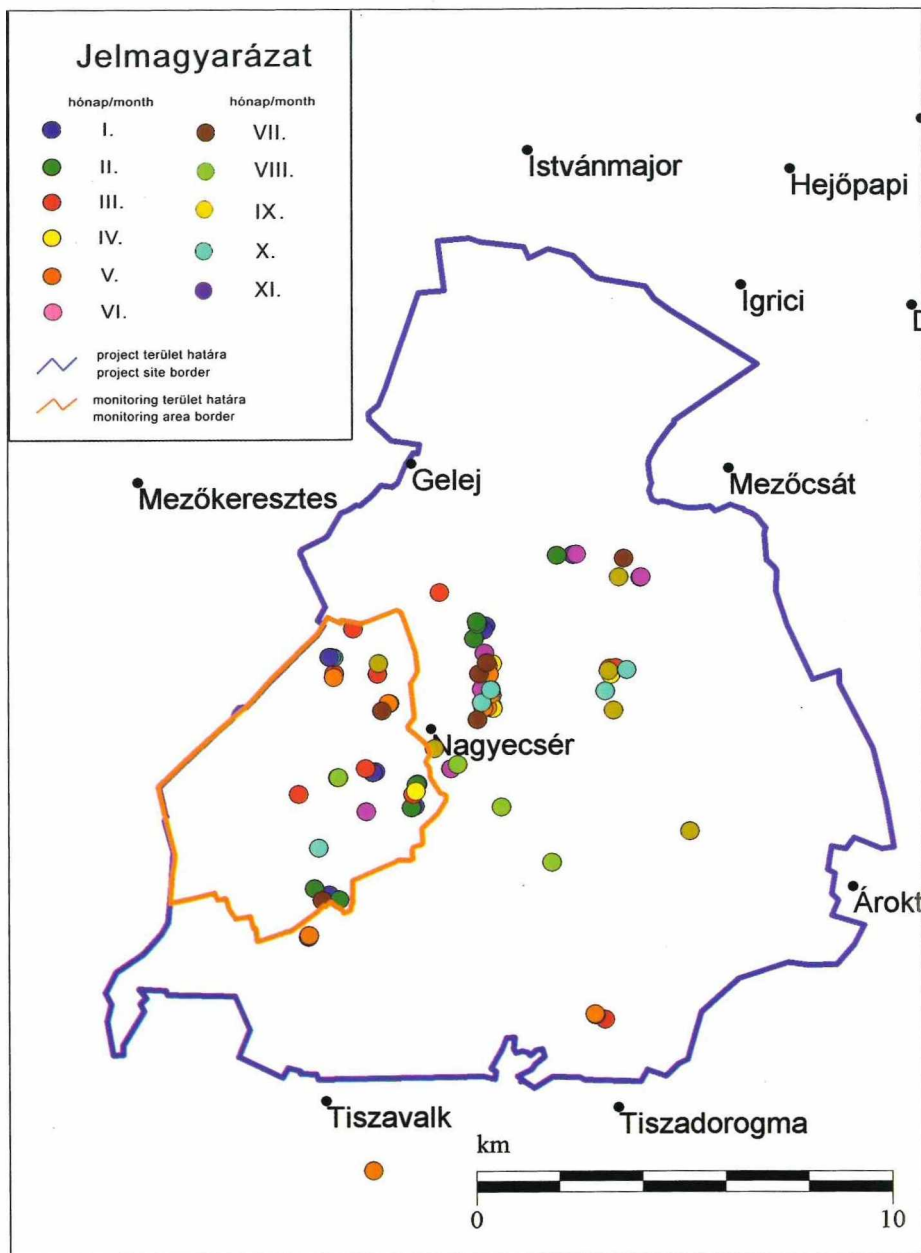 Jelmagyarázat
hónap/month
hónap/month
I.
VII.
II.
VIII.
III.
IX.
IV.
X.
V.
XI.
VI.
project terület határa
project site border
monitoring terület határa
monitoring area border
Istvánmajor
Hejőpapi
Igrici
D
Gelej
Mezőkeresztes
Mezőcsát
Nagyecsér
Árokt
Tiszavalk
Tiszadorogma
km
0
10